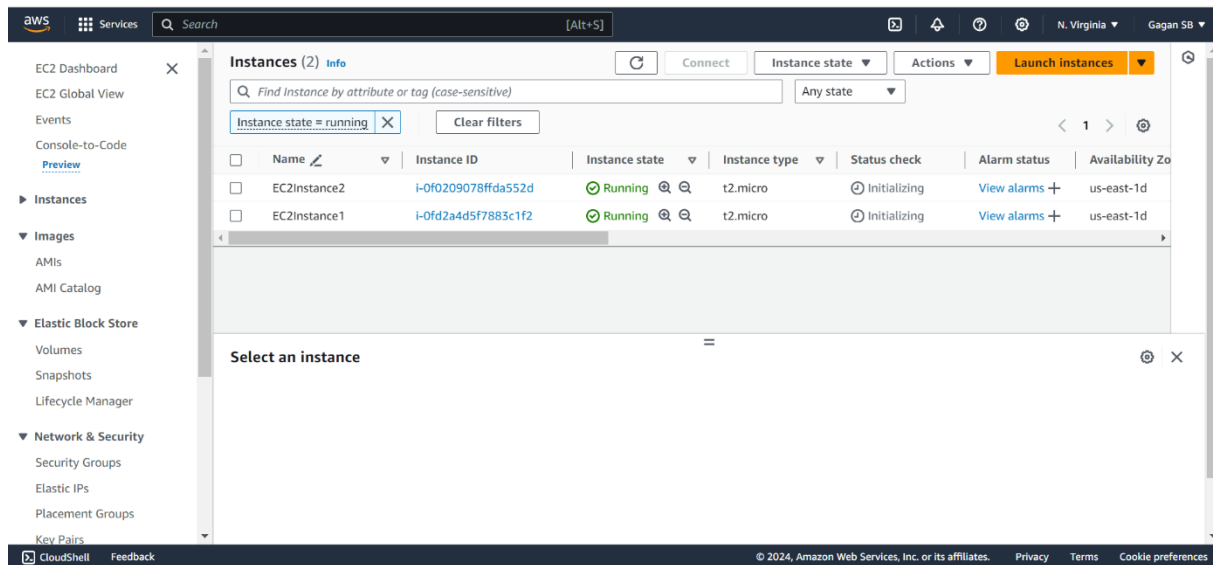 aws Services Search [Alt+S] N. Virginia Gagan SB
EC2 Dashboard
EC2 Global View
Events
Console-to-Code
Preview
Instances
Images
AMIs
AMI Catalog
Elastic Block Store
Volumes
Snapshots
Lifecycle Manager
Network & Security
Security Groups
Elastic IPs
Placement Groups
Key Pairs
Instances (2) Info Connect Instance state Actions Launch instances
Find Instance by attribute or tag (case-sensitive) Any state
Instance state = running Clear filters
1
Name Instance ID Instance state Instance type Status check Alarm status Availability Zo
EC2Instance2 i-0f0209078ffda552d Running t2.micro Initializing View alarms us-east-1d
EC2Instance1 i-0fd2a4d5f7883c1f2 Running t2.micro Initializing View alarms us-east-1d
Select an instance
CloudShell Feedback © 2024, Amazon Web Services, Inc. or its affiliates. Privacy Terms Cookie preferences